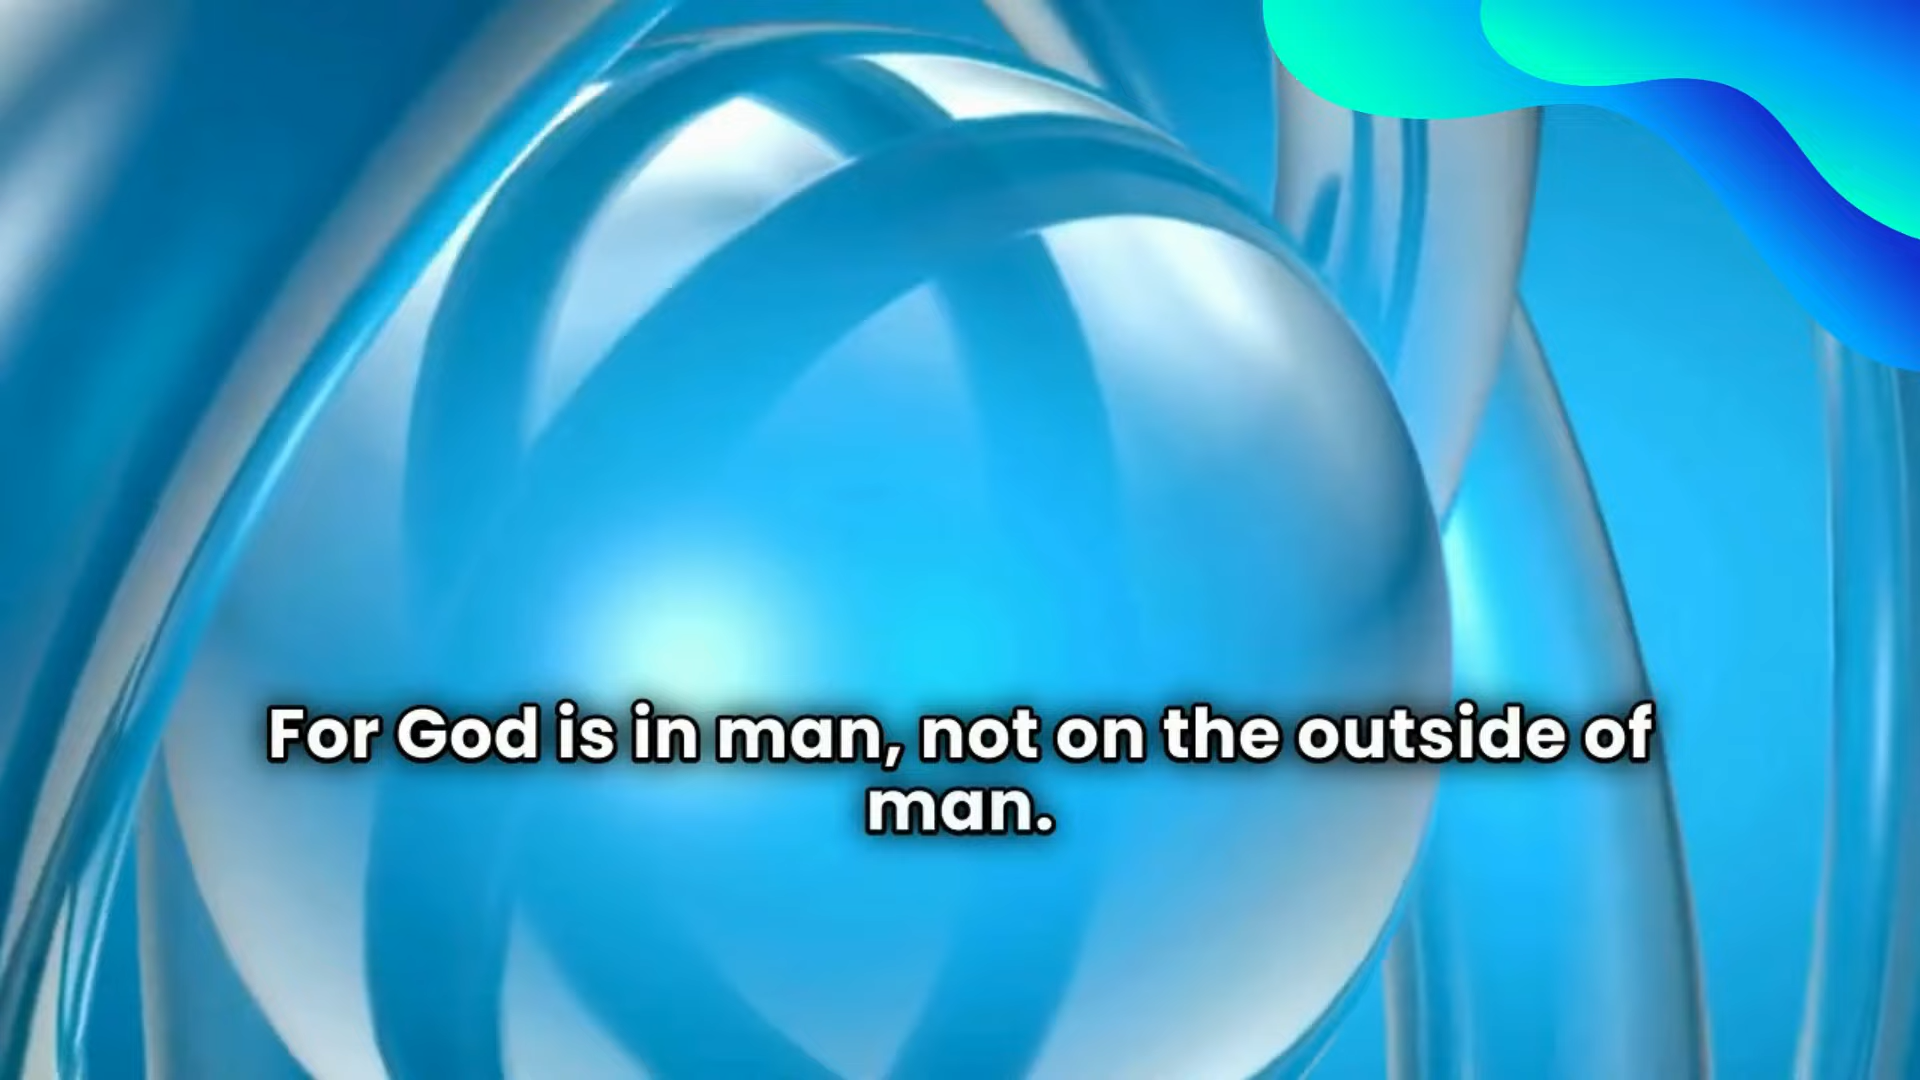 For God is in man, not on the outside of
man.